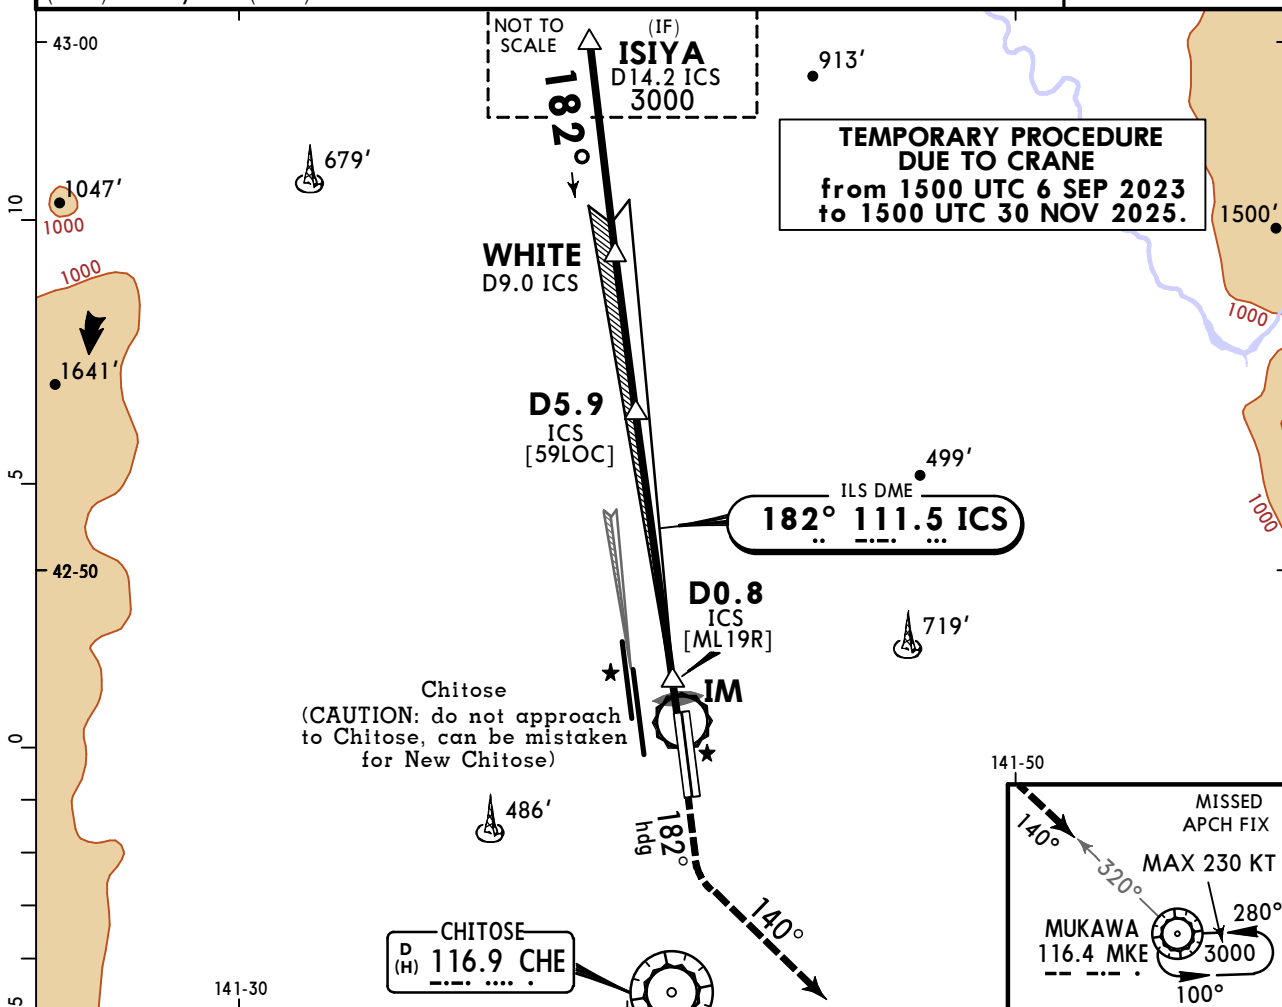 43-00
NOT TO
SCALE
(IF)
ISIYA
D14.2 ICS
3000
182°
913'
TEMPORARY PROCEDURE
DUE TO CRANE
from 1500 UTC 6 SEP 2023
to 1500 UTC 30 NOV 2025.
679'
1047'
1000
10
1500'
WHITE
D9.0 ICS
1000
1000
1641'
D5.9
ICS
[59LOC]
499'
5
ILS DME
182° 111.5 ICS
1000
42-50
D0.8
ICS
[ML19R]
719'
IM
Chitose
(CAUTION: do not approach
to Chitose, can be mistaken
for New Chitose)
0
141-50
486'
182°
hdg
140°
MISSED
APCH FIX
140°
320°
MAX 230 KT
280°
MUKAWA
116.4 MKE
3000
100°
CHITOSE
D
(H)
116.9 CHE
141-30
5